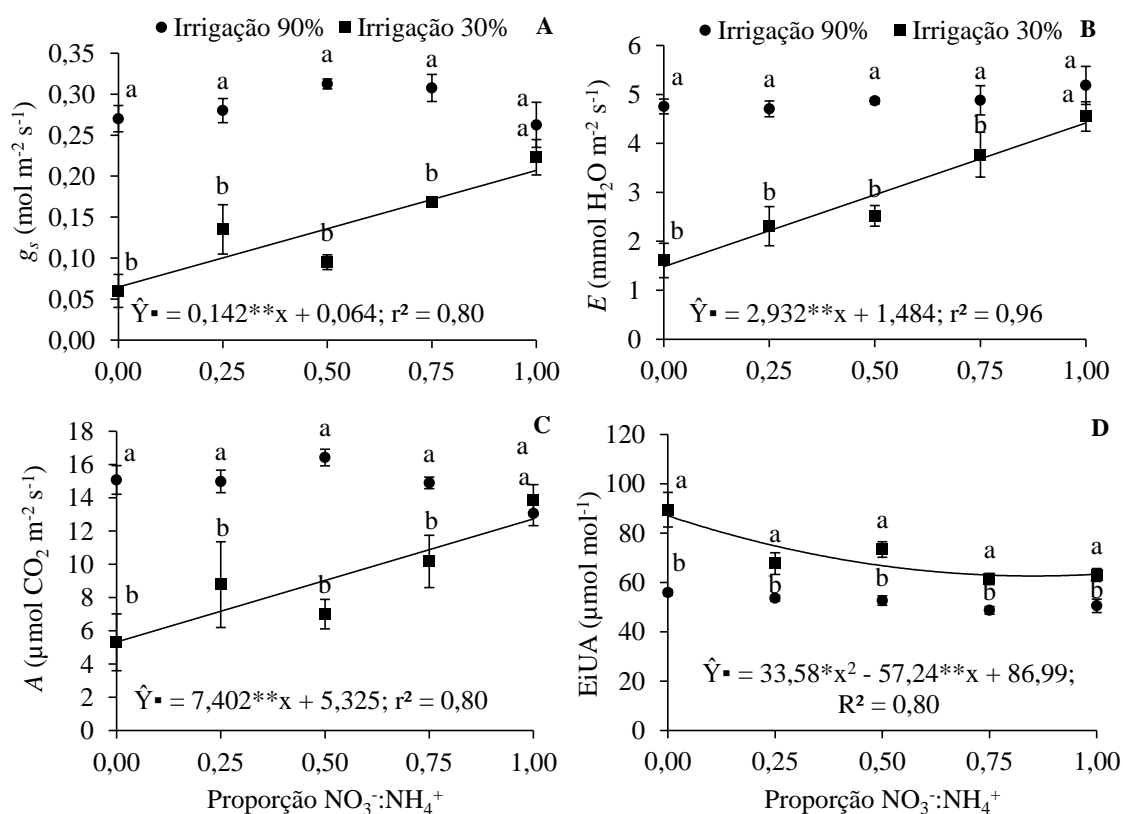 ● Irrigação 90% ■ Irrigação 30%
A
gs (mol m-2 s-1)
0,35
0,30
0,25
0,20
0,15
0,10
0,05
0,00
a
a
a
a
a
a
b
b
b
b
Ŷ▪ = 0,142**x + 0,064; r² = 0,80
0,00 0,25 0,50 0,75 1,00
● Irrigação 90% ■ Irrigação 30%
B
E (mmol H2O m-2 s-1)
6
5
4
3
2
1
0
a
a
a
a
a
a
b
b
b
b
Ŷ▪ = 2,932**x + 1,484; r² = 0,96
0,00 0,25 0,50 0,75 1,00
C
A (µmol CO2 m-2 s-1)
18
16
14
12
10
8
6
4
2
0
a
a
a
a
a
a
b
b
b
b
Ŷ▪ = 7,402**x + 5,325; r² = 0,80
0,00 0,25 0,50 0,75 1,00
Proporção NO3-:NH4+
D
EiUA (µmol mol-1)
120
100
80
60
40
20
0
a
a
a
a
a
b
b
b
b
b
Ŷ▪ = 33,58*x2 - 57,24**x + 86,99;
R² = 0,80
0,00 0,25 0,50 0,75 1,00
Proporção NO3-:NH4+